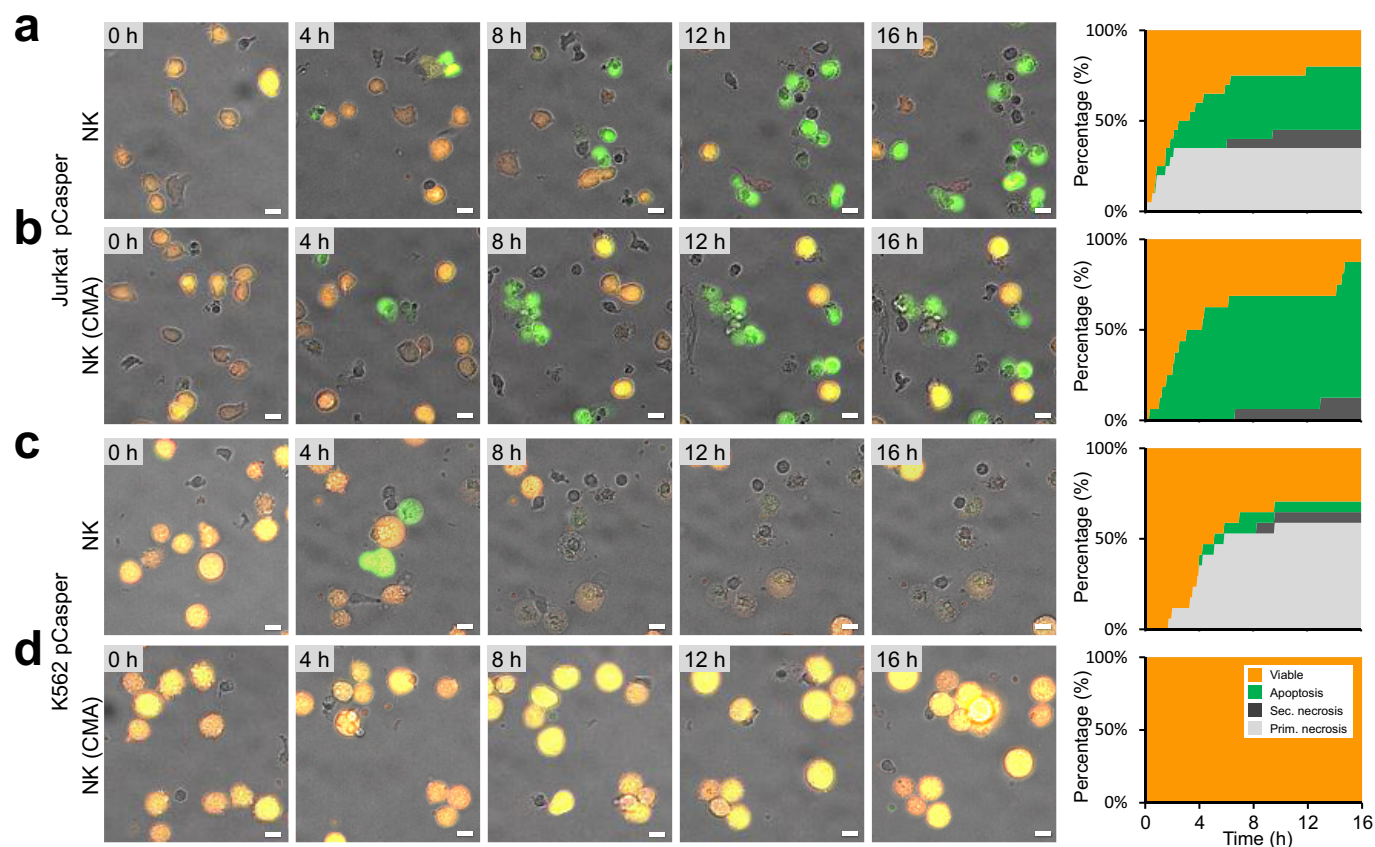 a
0 h
4 h
8 h
12 h
16 h
NK
100%
50%
0%
Percentage (%)
Jurkat pCasper
b
0 h
4 h
8 h
12 h
16 h
NK (CMA)
100%
50%
0%
Percentage (%)
c
0 h
4 h
8 h
12 h
16 h
NK
100%
50%
0%
Percentage (%)
K562 pCasper
d
0 h
4 h
8 h
12 h
16 h
NK (CMA)
100%
50%
0%
Percentage (%)
Viable
Apoptosis
Sec. necrosis
Prim. necrosis
0 4 8 12 16
Time (h)